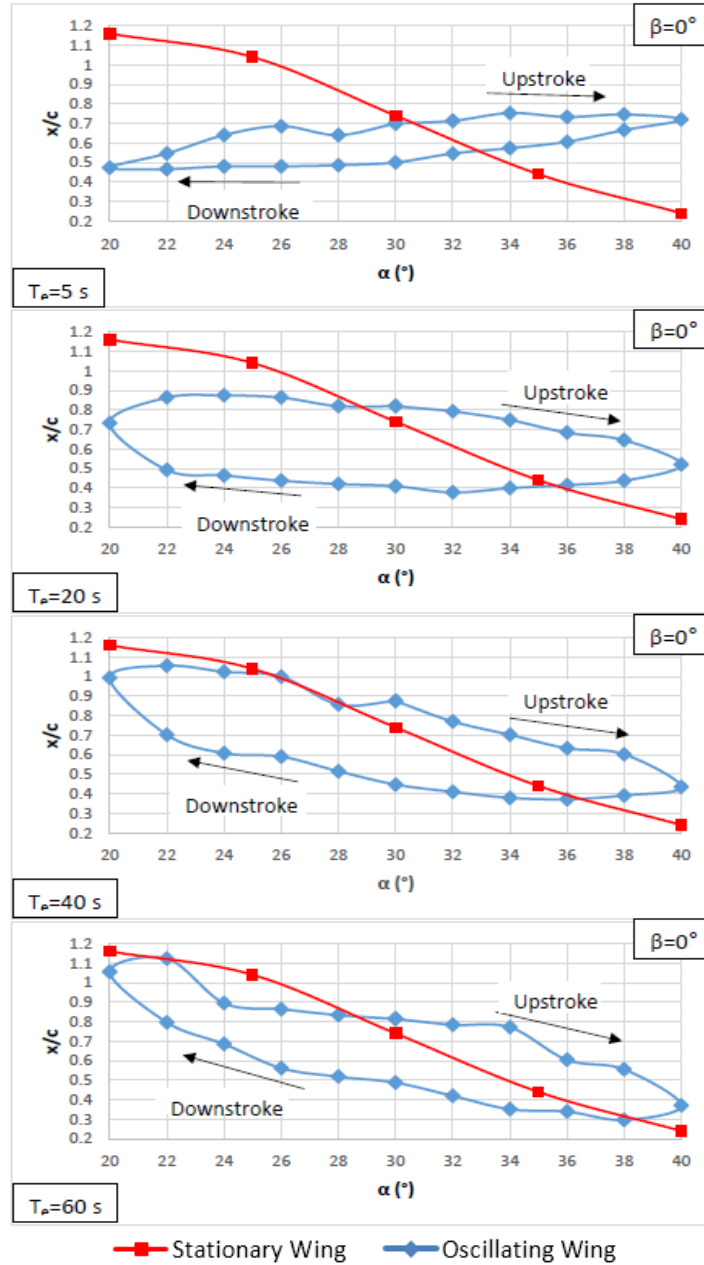 β=0°
1.2
1.1
1
0.9
0.8
0.7
0.6
0.5
0.4
0.3
0.2
x/c
Upstroke
Downstroke
20 22 24 26 28 30 32 34 36 38 40
α (°)
Tₑ=5 s
β=0°
1.2
1.1
1
0.9
0.8
0.7
0.6
0.5
0.4
0.3
0.2
x/c
Upstroke
Downstroke
20 22 24 26 28 30 32 34 36 38 40
α (°)
Tₑ=20 s
β=0°
1.2
1.1
1
0.9
0.8
0.7
0.6
0.5
0.4
0.3
0.2
x/c
Upstroke
Downstroke
20 22 24 26 28 30 32 34 36 38 40
α (°)
Tₑ=40 s
β=0°
1.2
1.1
1
0.9
0.8
0.7
0.6
0.5
0.4
0.3
0.2
x/c
Upstroke
Downstroke
20 22 24 26 28 30 32 34 36 38 40
α (°)
Tₑ=60 s
Stationary Wing Oscillating Wing